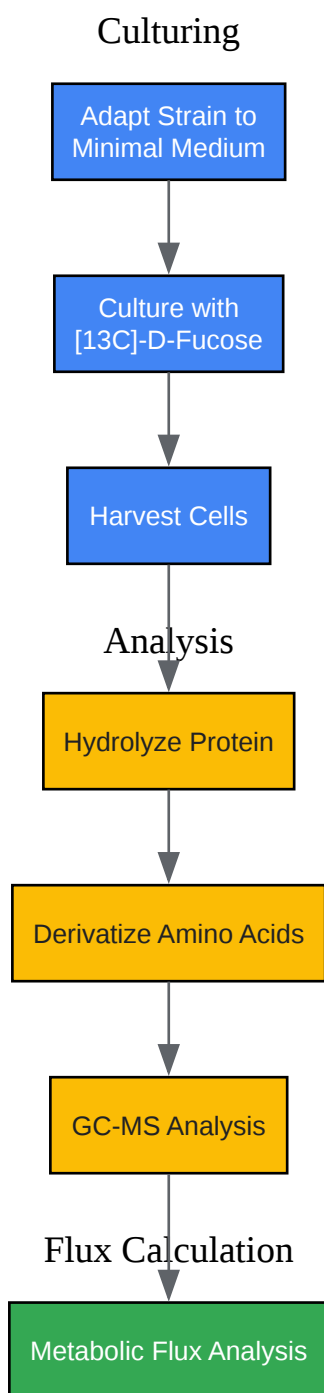 Culturing
Adapt Strain to
Minimal Medium
Culture with
[13C]-D-Fucose
Harvest Cells
Analysis
Hydrolyze Protein
Derivatize Amino Acids
GC-MS Analysis
Flux Calculation
Metabolic Flux Analysis